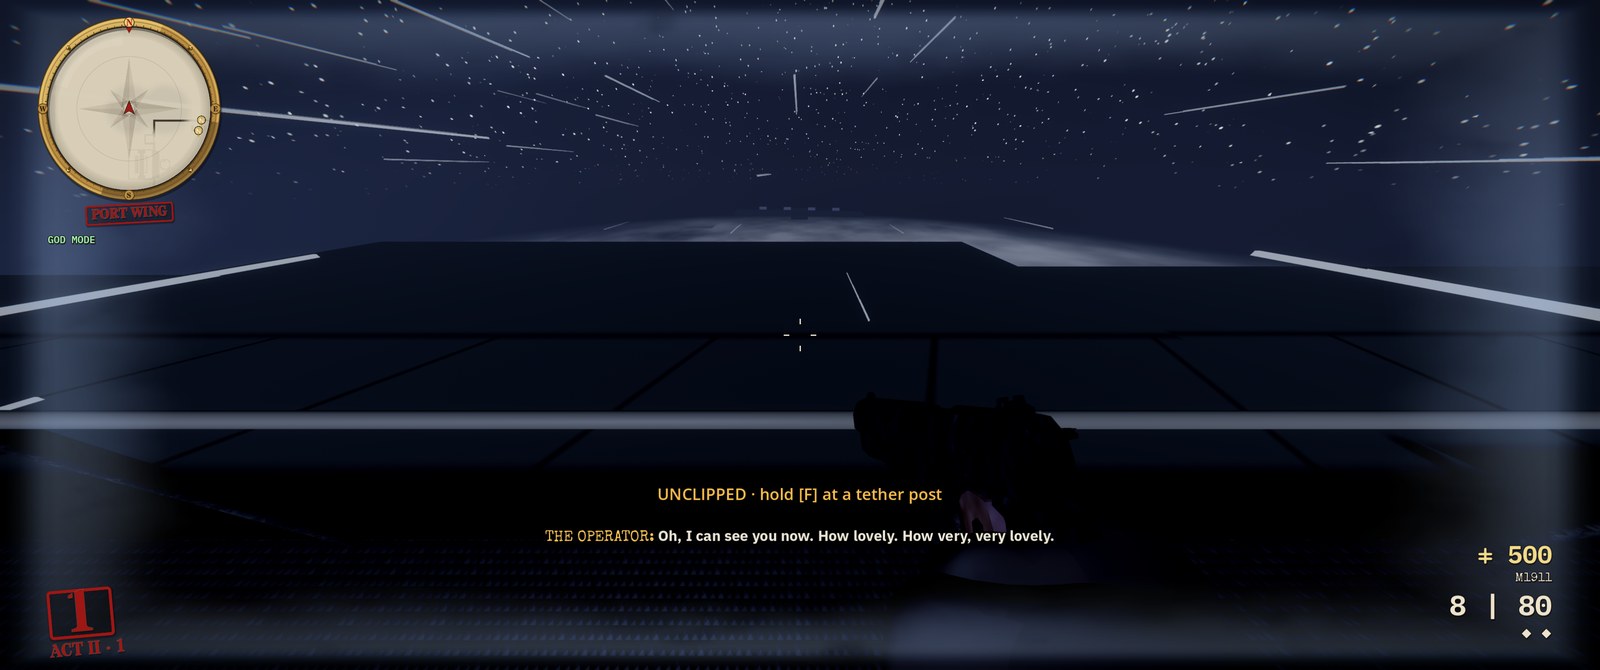 N
W
E
S
PORT WING
GOD MODE
UNCLIPPED · hold [F] at a tether post
THE OPERATOR: Oh, I can see you now. How lovely. How very, very lovely.
500
M1911
8 | 80
1
ACT II · 1